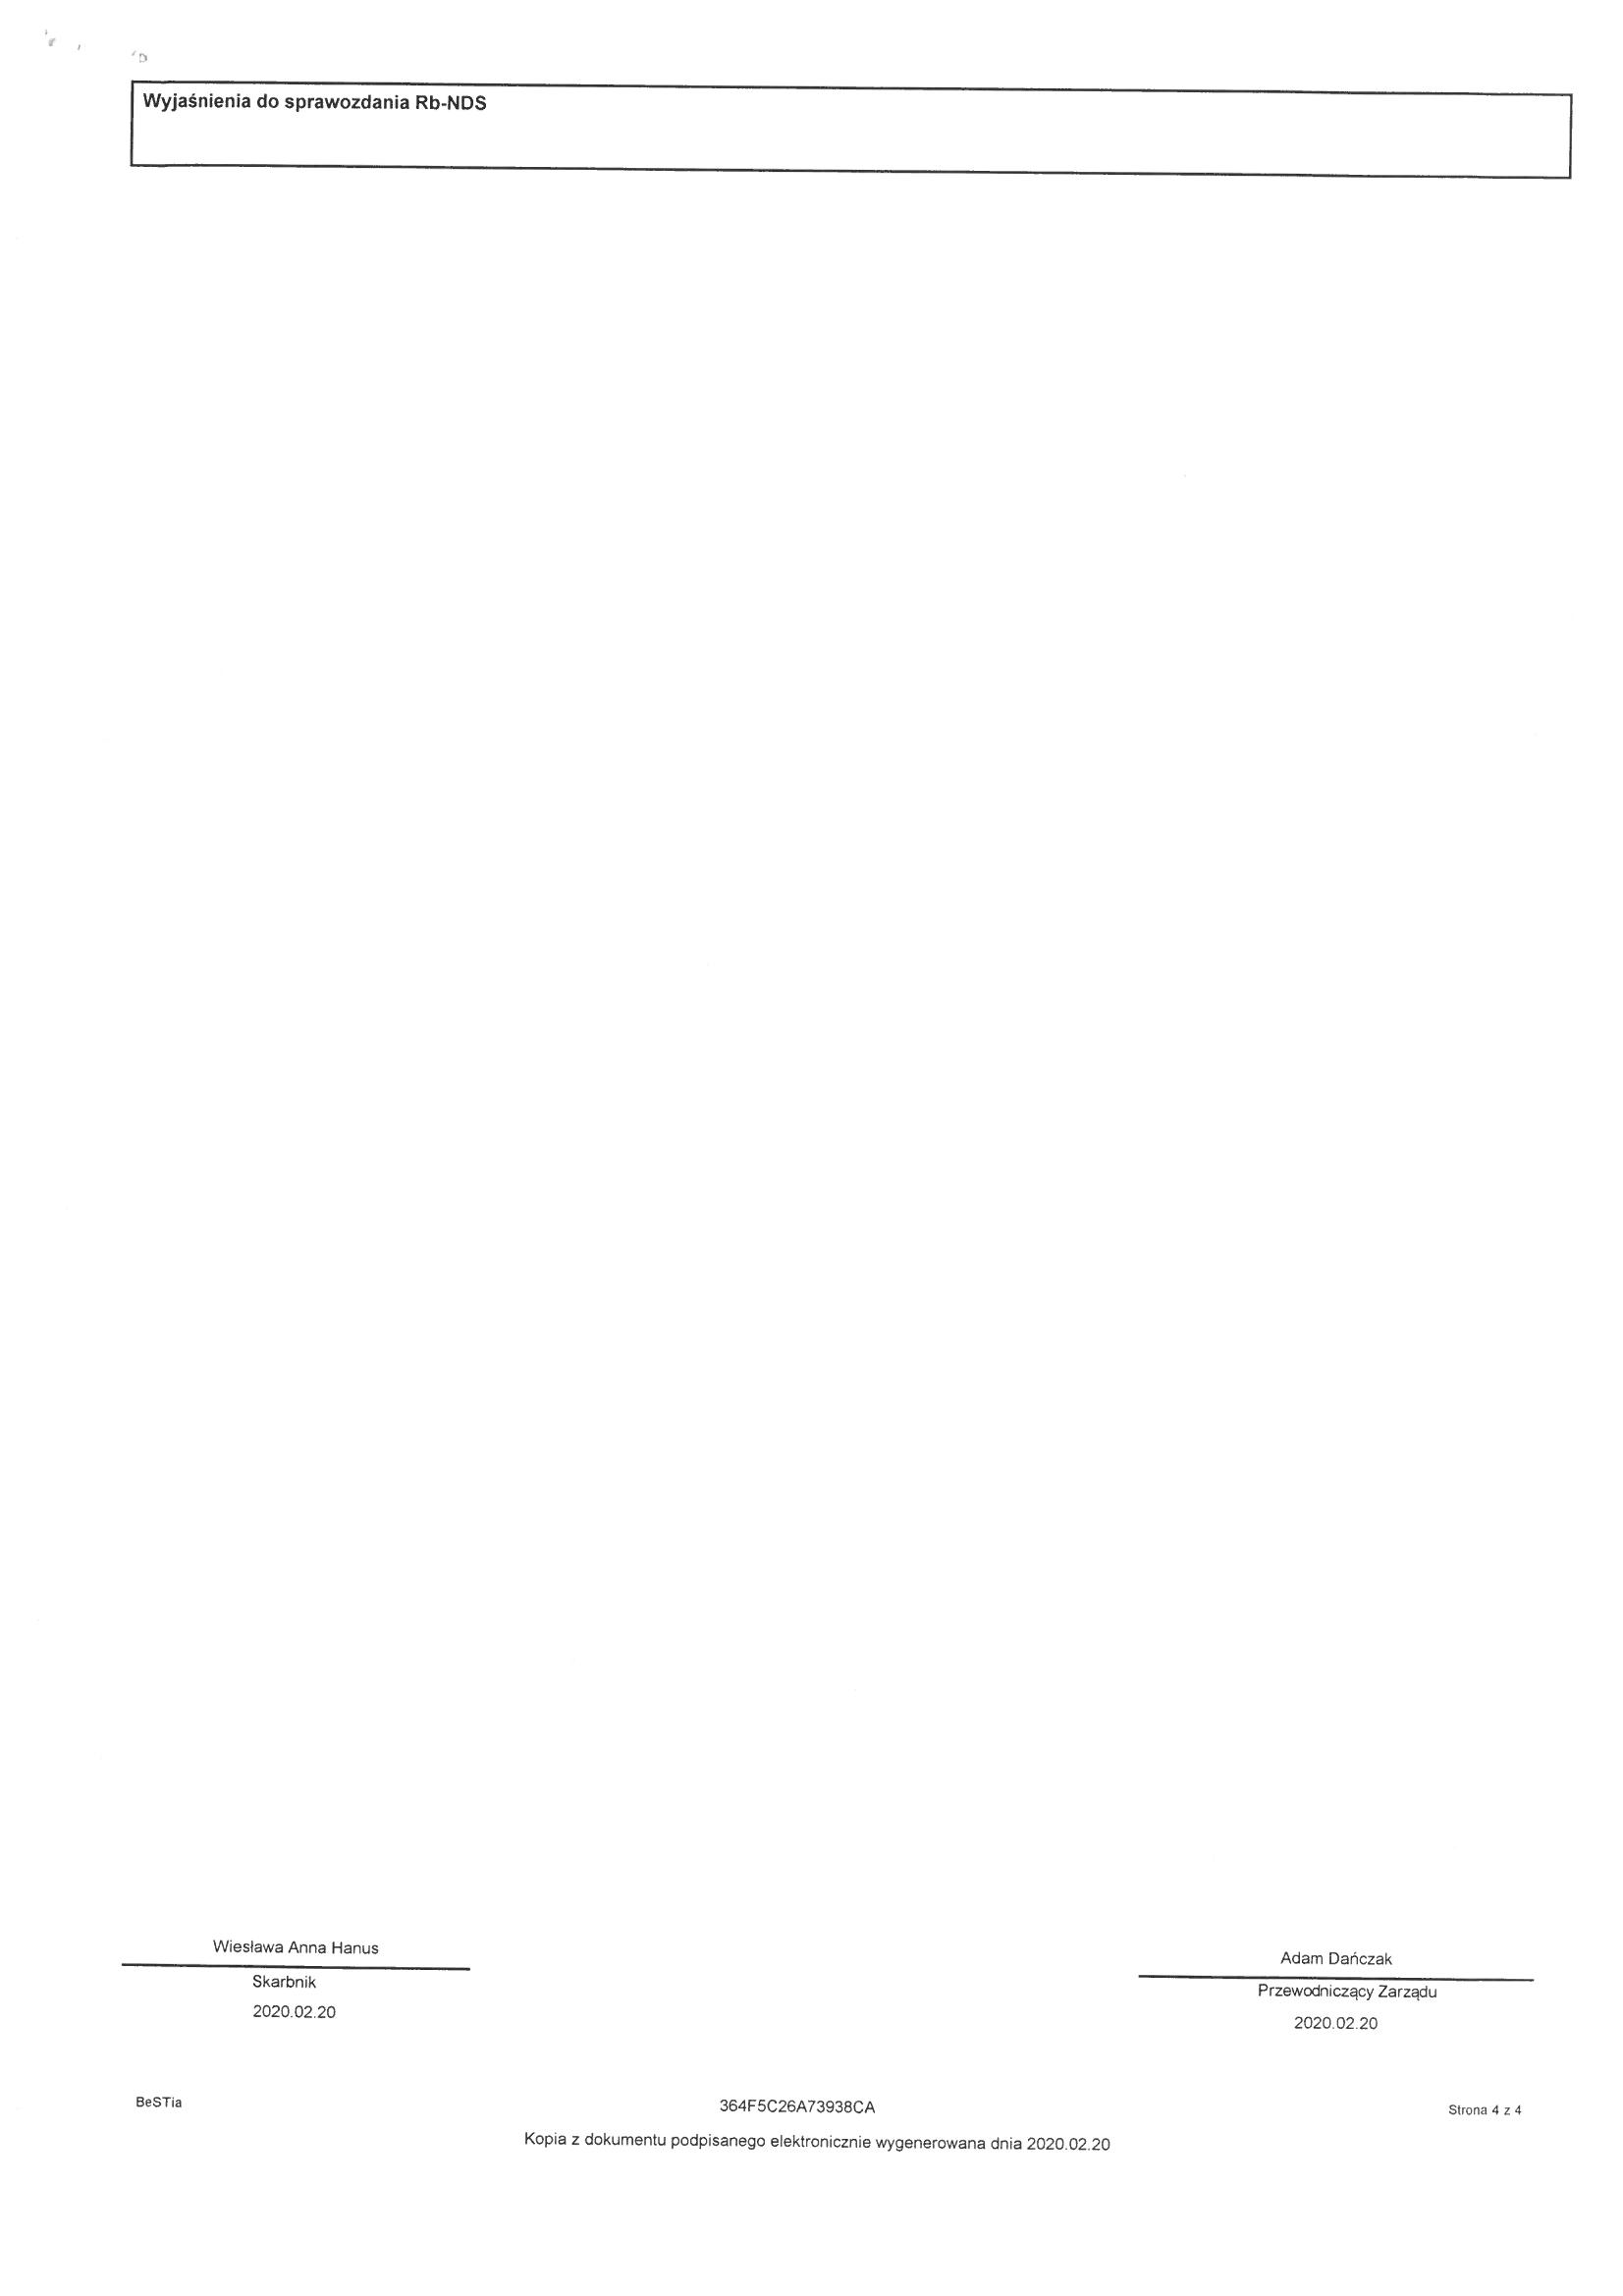 Wyjaśnienia do sprawozdania Rb-NDS
Wiesława Anna Hanus
Skarbnik
2020.02.20
Adam Dańczak
Przewodniczący Zarządu
2020.02.20
BeSTia
364F5C26A73938CA
Strona 4 z 4
Kopia z dokumentu podpisanego elektronicznie wygenerowana dnia 2020.02.20